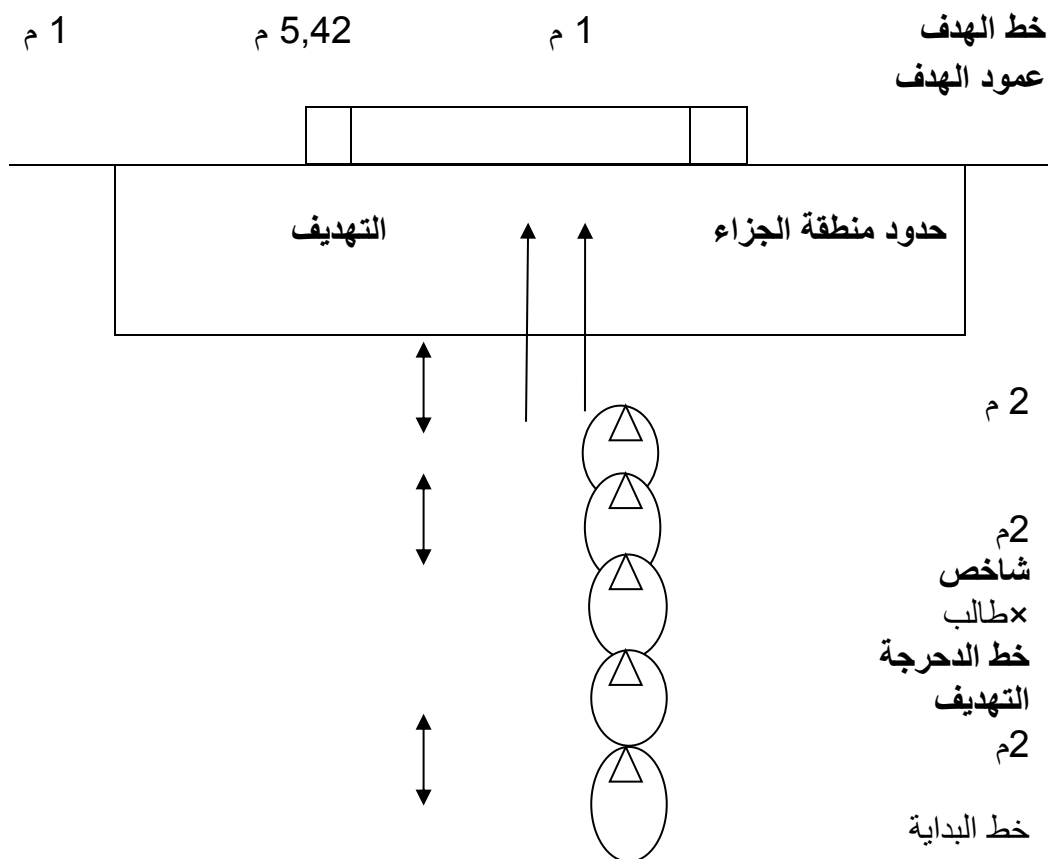 خط الهدف 1 م 5,42 م 1 م
عمود الهدف
حدود منطقة الجزاء التهديف
2 م
2م
شاخص
×طالب
خط الدحرجة
التهديف
2م
خط البداية